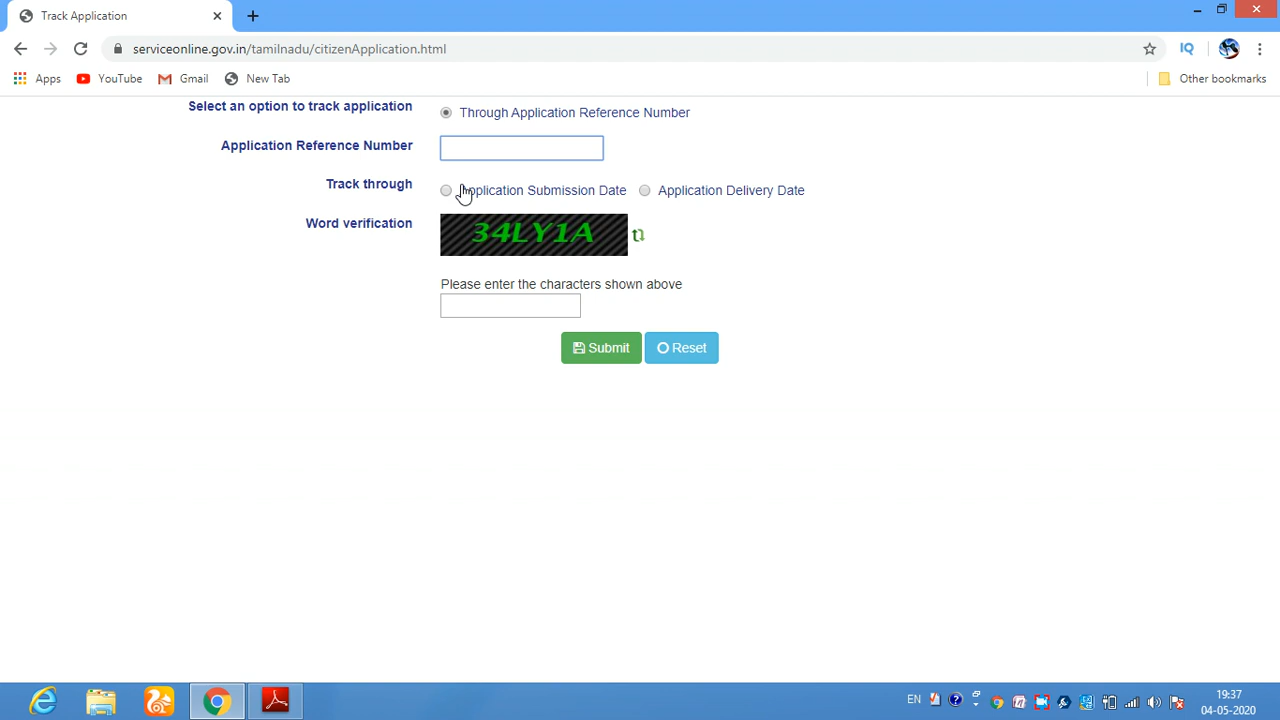 Track Application
serviceonline.gov.in/tamilnadu/citizenApplication.html
IQ
Apps YouTube Gmail New Tab Other bookmarks
Select an option to track application Through Application Reference Number
Application Reference Number
Track through Application Submission Date Application Delivery Date
Word verification 34LY1A
Please enter the characters shown above
Submit Reset
EN 19:37
04-05-2020